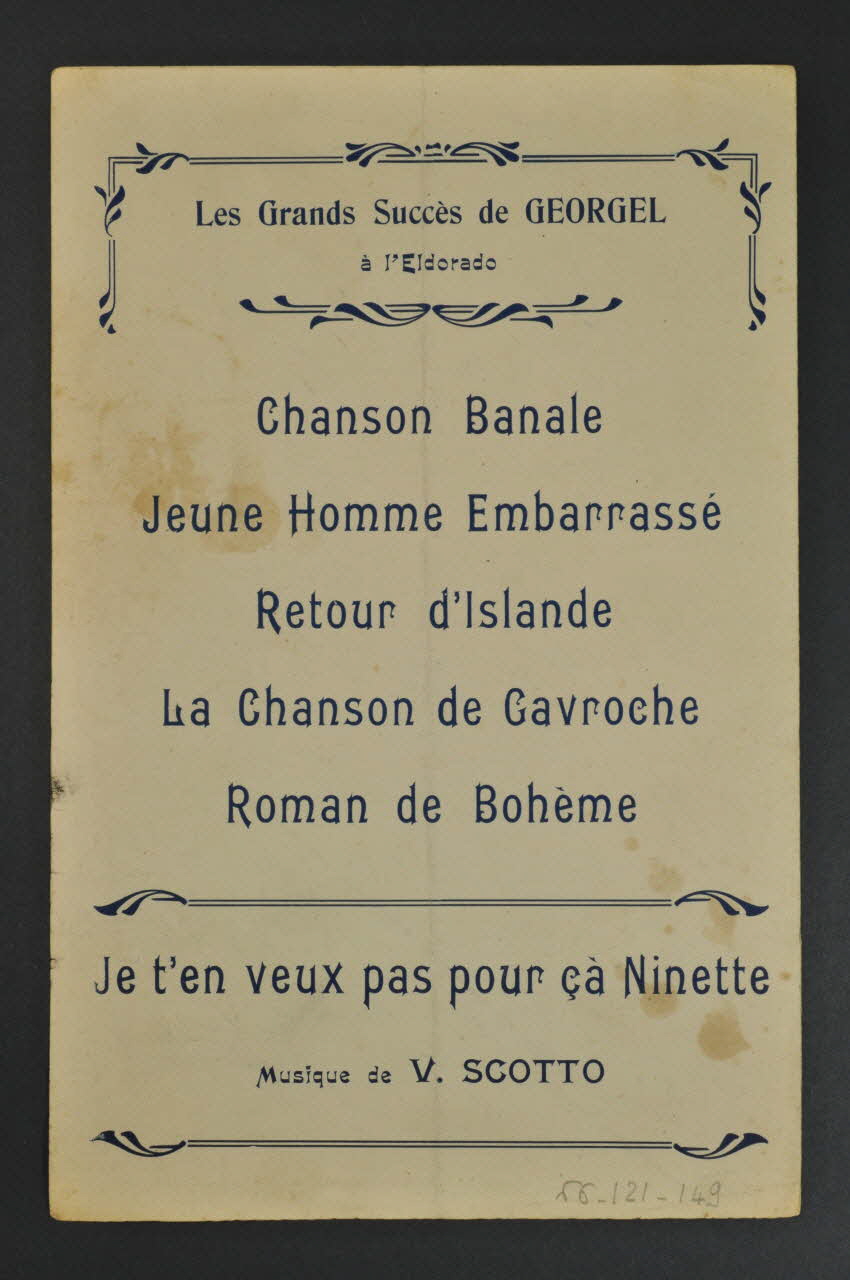 Les Grands Succès de GEORGEL
à l'Eldorado
Chanson Banale
Jeune Homme Embarrassé
Retour d'Islande
La Chanson de Gavroche
Roman de Bohème
Je t'en veux pas pour çà Ninette
Musique de V. SCOTTO
66-121-149